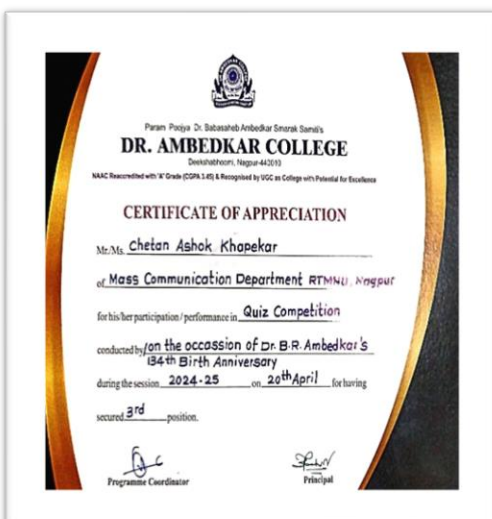 Param Poojya Dr. Babasaheb Ambedkar Smarak Samiti's
DR. AMBEDKAR COLLEGE
Deekshabhoomi, Nagpur-440010
NAAC Reaccredited with 'A' Grade (CGPA 3.45) & Recognised by UGC as College with Potential for Excellence
CERTIFICATE OF APPRECIATION
Mr./Ms. Chetan Ashok Khapekar
of Mass Communication Department RTMNU, Nagpur
for his/her participation/performance in Quiz Competition
conducted by/on the occassion of Dr. B.R. Ambedkar's
134th Birth Anniversary
during the session 2024-25 on 20th April for having
secured 3rd position.
Programme Coordinator
Principal